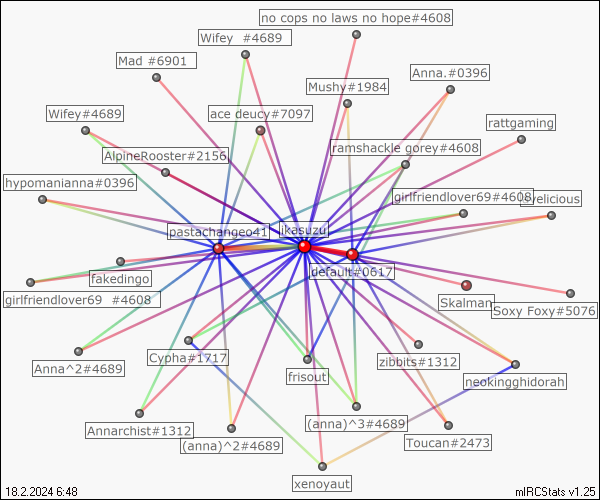 no cops no laws no hope#4608
Wifey  #4689
Mad #6901
Anna.#0396
Mushy#1984
Wifey#4689
ace deucy#7097
rattgaming
ramshackle gorey#4608
AlpineRooster#2156
hypomanianna#0396
girlfriendlover69#4608
pastachangeo41
ikasuzu
default#0617
fakedingo
girlfriendlover69  #4608
Skalman
Soxy Foxy#5076
Anna^2#4689
Cypha#1717
frisout
zibbits#1312
neokingghidorah
Annarchist#1312
(anna)^2#4689
(anna)^3#4689
Toucan#2473
xenoyaut
18.2.2024 6:48
mIRCStats v1.25